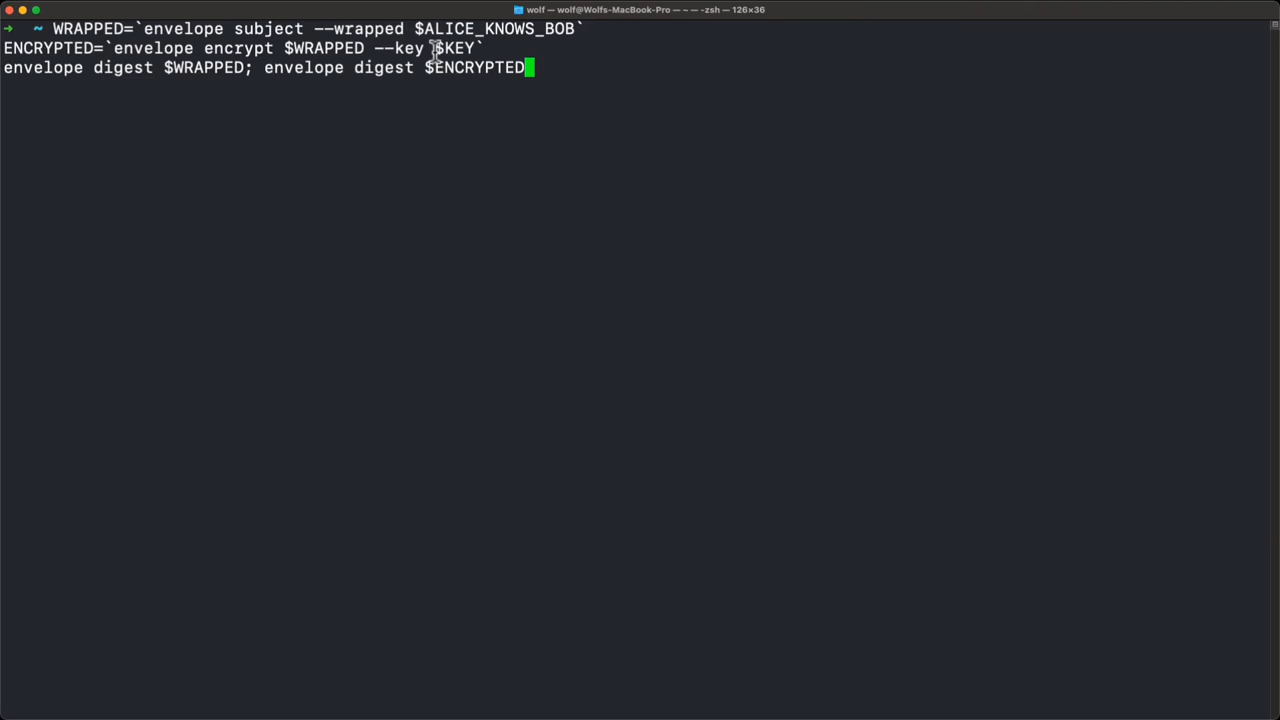 wolf — wolf@Wolfs-MacBook-Pro — ~ — -zsh — 126×36
➜ ~ WRAPPED=`envelope subject --wrapped $ALICE_KNOWS_BOB`
ENCRYPTED=`envelope encrypt $WRAPPED --key $KEY`
envelope digest $WRAPPED; envelope digest $ENCRYPTED